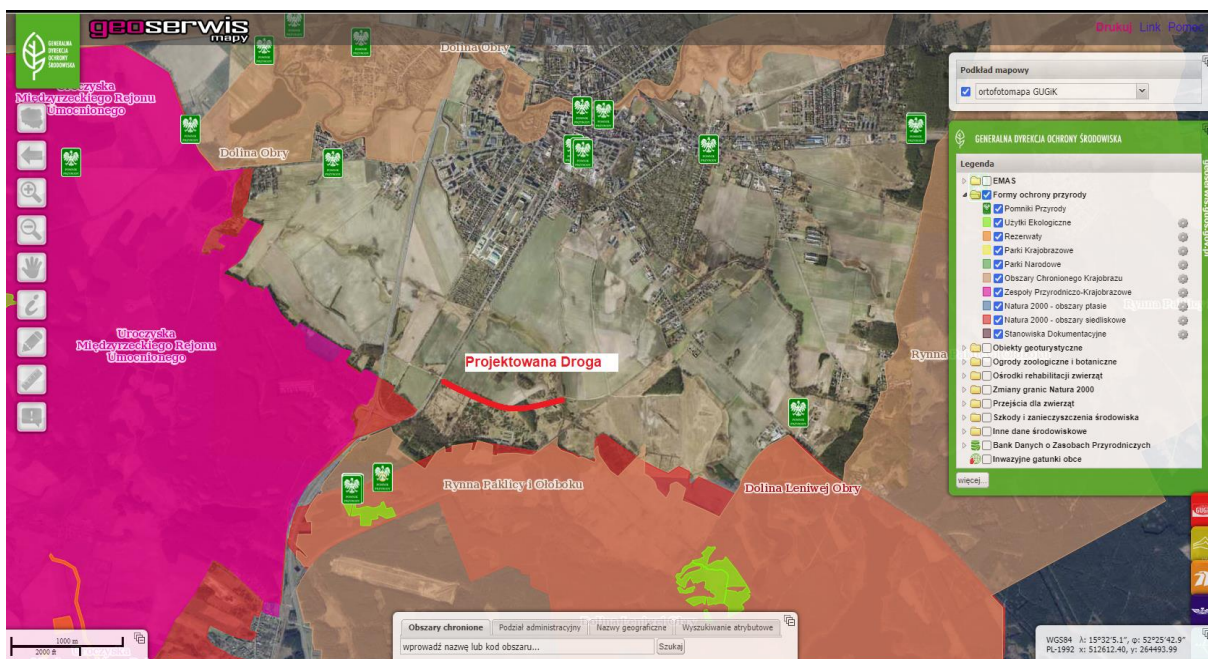 GENERALNA
DYREKCJA
OCHRONY
ŚRODOWISKA
geoserwis
mapy
Drukuj Link Pomoc
Dolina Obry
Uroczyska
Międzyrzeckiego Rejonu
Umocnionego
Dolina Obry
Uroczyska
Międzyrzeckiego Rejonu
Umocnionego
Projektowana Droga
Rynna Paklicy i Ołoboku
Dolina Leniwej Obry
Podkład mapowy
ortofotomapa GUGiK
GENERALNA DYREKCJA OCHRONY ŚRODOWISKA
Legenda
EMAS
Formy ochrony przyrody
Pomniki Przyrody
Użytki Ekologiczne
Rezerwaty
Parki Krajobrazowe
Parki Narodowe
Obszary Chronionego Krajobrazu
Zespoły Przyrodniczo-Krajobrazowe
Natura 2000 - obszary ptasie
Natura 2000 - obszary siedliskowe
Stanowiska Dokumentacyjne
Obiekty geoturystyczne
Ogrody zoologiczne i botaniczne
Ośrodki rehabilitacji zwierząt
Zmiany granic Natura 2000
Przejścia dla zwierząt
Szkody i zanieczyszczenia środowiska
Inne dane środowiskowe
Bank Danych o Zasobach Przyrodniczych
Inwazyjne gatunki obce
więcej...
1000 m
2000 ft
Obszary chronione Podział administracyjny Nazwy geograficzne Wyszukiwanie atrybutowe
wprowadź nazwę lub kod obszaru... Szukaj
WGS84 λ: 15°32'5.1", φ: 52°25'42.9"
PL-1992 x: 512612.40, y: 264493.99